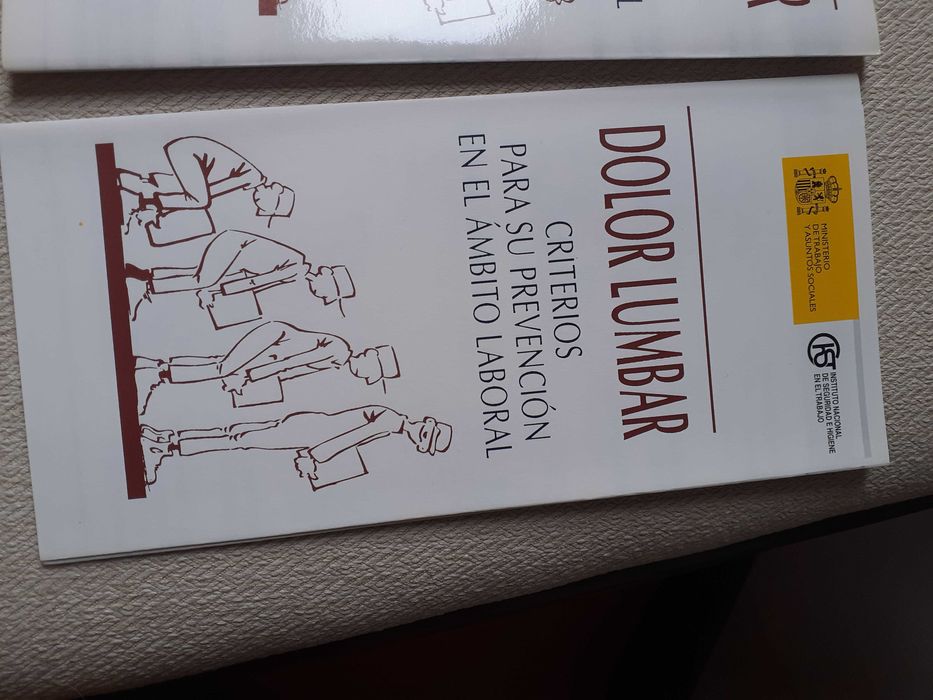 MINISTERIO
DE TRABAJO
Y ASUNTOS SOCIALES
INSTITUTO NACIONAL
DE SEGURIDAD E HIGIENE
EN EL TRABAJO
DOLOR LUMBAR
CRITERIOS
PARA SU PREVENCIÓN
EN EL ÁMBITO LABORAL
R
L